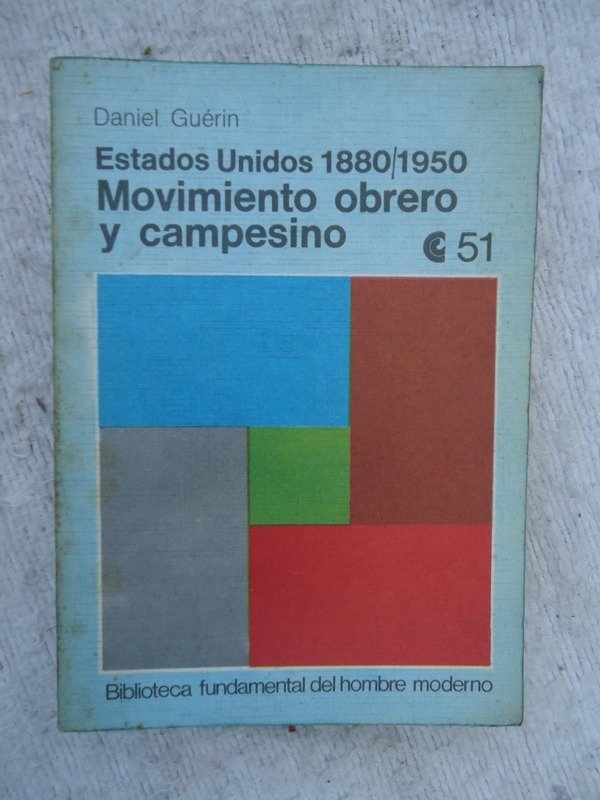 Daniel Guérin
Estados Unidos 1880/1950
Movimiento obrero
y campesino
51
Biblioteca fundamental del hombre moderno